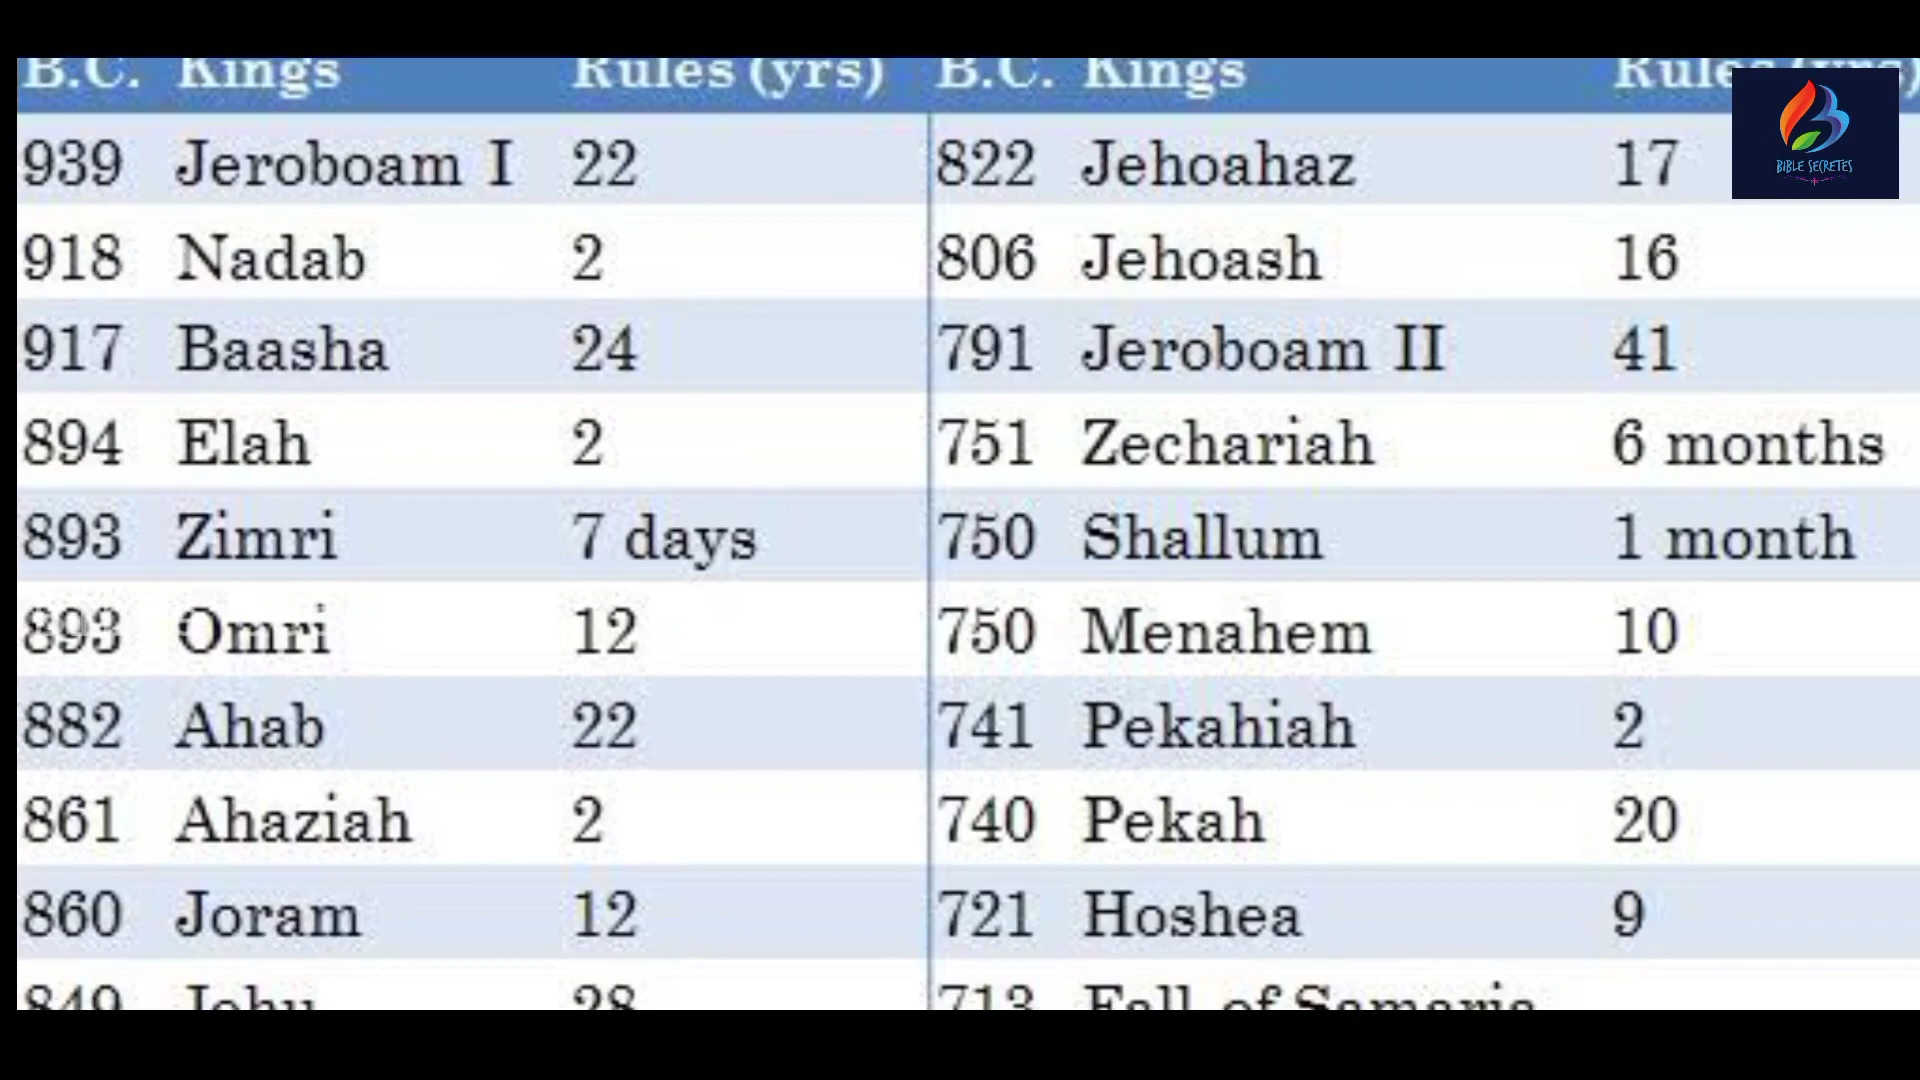 B.C. Kings Rules (yrs) B.C. Kings Rules (yrs)
939 Jeroboam I 22 822 Jehoahaz 17
918 Nadab 2 806 Jehoash 16
917 Baasha 24 791 Jeroboam II 41
894 Elah 2 751 Zechariah 6 months
893 Zimri 7 days 750 Shallum 1 month
893 Omri 12 750 Menahem 10
882 Ahab 22 741 Pekahiah 2
861 Ahaziah 2 740 Pekah 20
860 Joram 12 721 Hoshea 9
849 Jehu 28 713 Fall of Samaria
BIBLE SECRETES